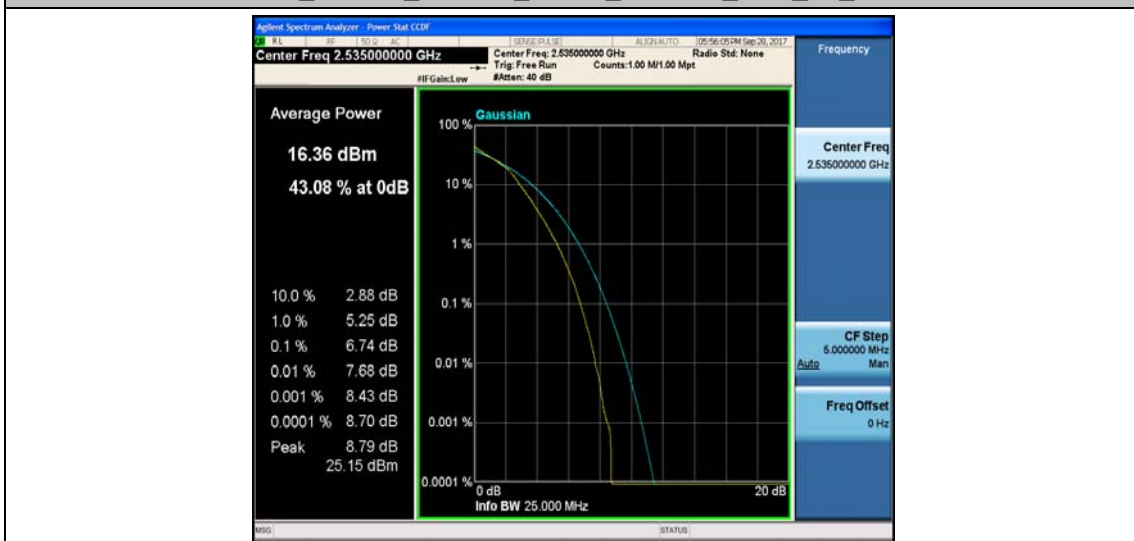 Agilent Spectrum Analyzer - Power Stat CCDF
RL RF 50 Ω AC SENSE:PULSE ALIGN AUTO 05:56:05 PM Sep 20, 2017
Center Freq 2.535000000 GHz
Center Freq: 2.535000000 GHz Radio Std: None
Trig: Free Run Counts:1.00 M/1.00 Mpt
#IFGain:Low #Atten: 40 dB
Frequency
Average Power
16.36 dBm
43.08 % at 0dB
10.0 % 2.88 dB
1.0 % 5.25 dB
0.1 % 6.74 dB
0.01 % 7.68 dB
0.001 % 8.43 dB
0.0001 % 8.70 dB
Peak 8.79 dB
25.15 dBm
Gaussian
100 %
10 %
1 %
0.1 %
0.01 %
0.001 %
0.0001 %
0 dB 20 dB
Info BW 25.000 MHz
Center Freq
2.535000000 GHz
CF Step
5.000000 MHz
Auto Man
Freq Offset
0 Hz
MSG STATUS